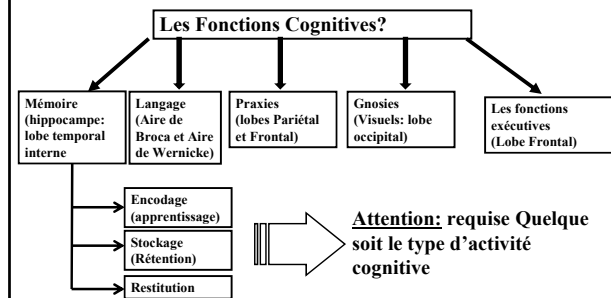 Les Fonctions Cognitives?
Mémoire
(hippocampe:
lobe temporal
interne
Langage
(Aire de
Broca et Aire
de Wernicke)
Praxies
(lobes Pariétal
et Frontal)
Gnosies
(Visuels: lobe
occipital)
Les fonctions
exécutives
(Lobe Frontal)
Encodage
(apprentissage)
Stockage
(Rétention)
Restitution
Attention: requise Quelque
soit le type d’activité
cognitive